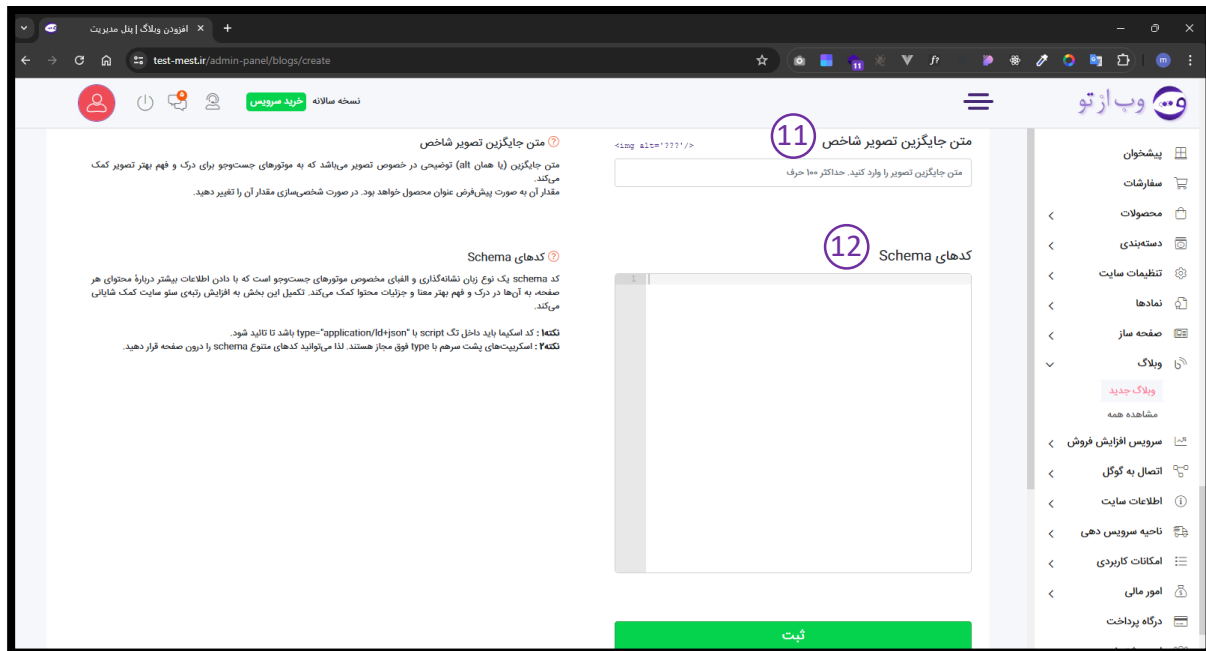 افزودن وبلاگ | پنل مدیریت
test-mest.ir/admin-panel/blogs/create
11
m
وب از تو
نسخه سالانه
خرید سرویس
0
پیشخوان
سفارشات
محصولات
دسته‌بندی
تنظیمات سایت
نمادها
صفحه ساز
وبلاگ
وبلاگ جدید
مشاهده همه
سرویس افزایش فروش
اتصال به گوگل
اطلاعات سایت
ناحیه سرویس دهی
امکانات کاربردی
امور مالی
درگاه پرداخت
متن جایگزین تصویر شاخص
11
<img alt='???'/>
متن جایگزین تصویر را وارد کنید. حداکثر ۱۰۰ حرف
متن جایگزین تصویر شاخص
متن جایگزین (یا همان alt) توضیحی در خصوص تصویر می‌باشد که به موتورهای جست‌وجو برای درک و فهم بهتر تصویر کمک
می‌کند.
مقدار آن به صورت پیش‌فرض عنوان محصول خواهد بود. در صورت شخصی‌سازی مقدار آن را تغییر دهید.
کدهای Schema
12
1
کدهای Schema
کد schema یک نوع زبان نشانه‌گذاری و الفبای مخصوص موتورهای جست‌وجو است که با دادن اطلاعات بیشتر دربارهٔ محتوای هر
صفحه، به آن‌ها در درک و فهم بهتر معنا و جزئیات محتوا کمک می‌کند. تکمیل این بخش به افزایش رتبه‌ی سئو سایت کمک شایانی
می‌کند.
نکته۱ : کد اسکیما باید داخل تگ script با "type="application/ld+json باشد تا تائید شود.
نکته۲ : اسکریپت‌های پشت سرهم با type فوق مجاز هستند. لذا می‌توانید کدهای متنوع schema را درون صفحه قرار دهید.
ثبت